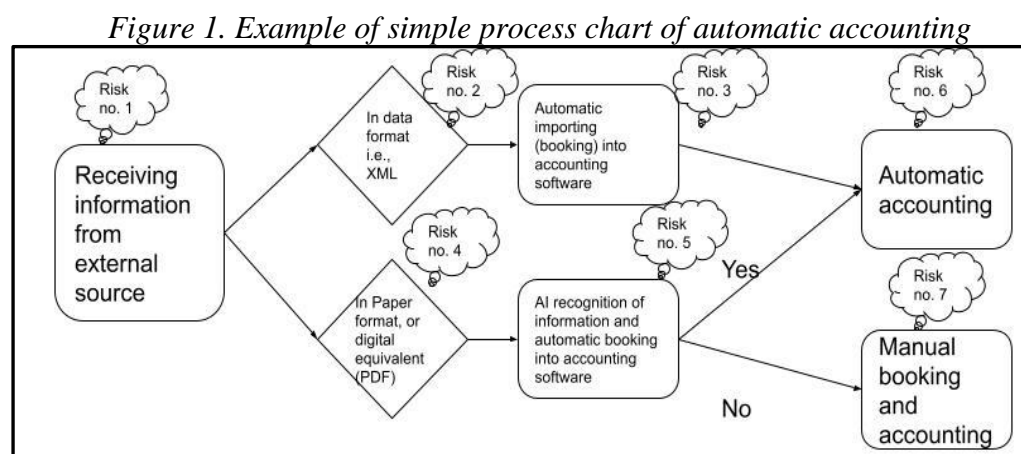 Figure 1. Example of simple process chart of automatic accounting
Risk
no. 1
Receiving
information
from
external
source
Risk
no. 2
In data
format
i.e.,
XML
Risk
no. 3
Automatic
importing
(booking) into
accounting
software
Risk
no. 6
Automatic
accounting
Risk
no. 4
In Paper
format, or
digital
equivalent
(PDF)
Risk
no. 5
AI recognition of
information and
automatic booking
into accounting
software
Yes
No
Risk
no. 7
Manual
booking
and
accounting